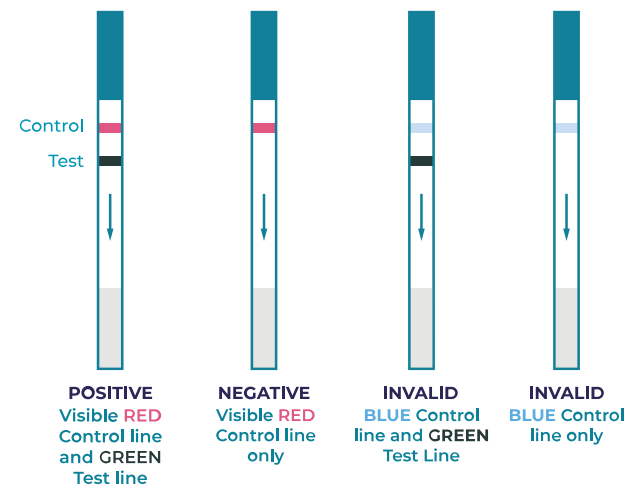 Control
Test
POSITIVE
Visible RED
Control line
and GREEN
Test line
NEGATIVE
Visible RED
Control line
only
INVALID
BLUE Control
line and GREEN
Test Line
INVALID
BLUE Control
line only